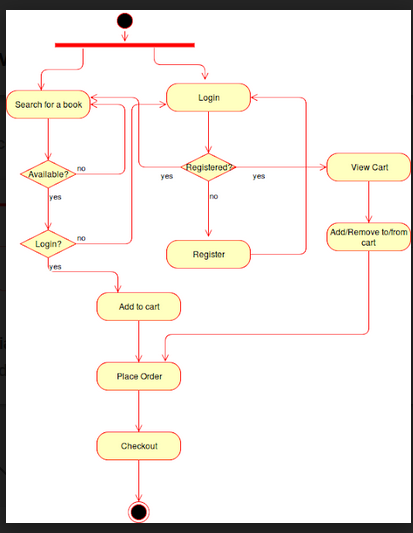 Login
Search for a book
Available?
no
yes
Registered?
yes
yes
no
View Cart
Login?
no
yes
Register
Add/Remove to/from
cart
Add to cart
Place Order
Checkout